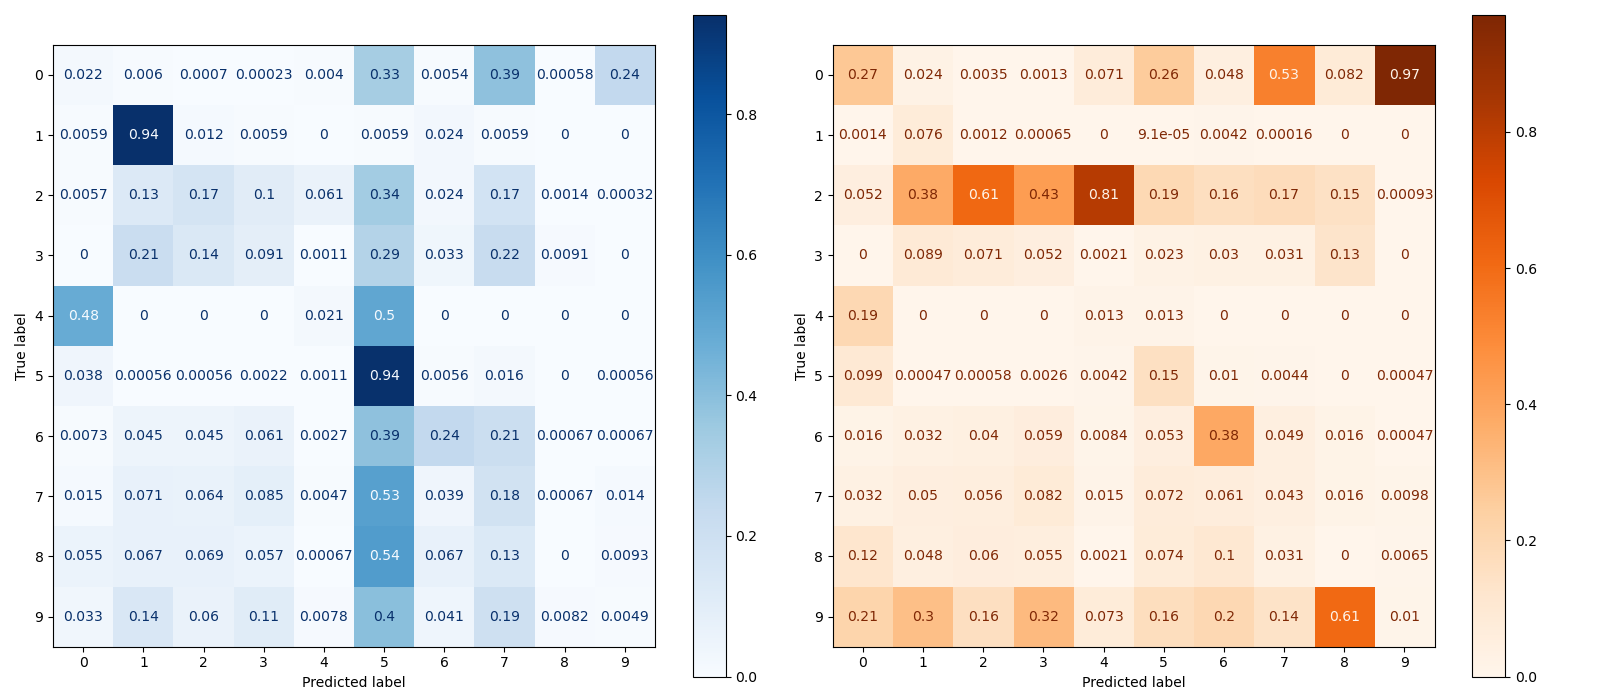 0 0.022 0.006 0.0007 0.00023 0.004 0.33 0.0054 0.39 0.00058 0.24
1 0.0059 0.94 0.012 0.0059 0 0.0059 0.024 0.0059 0 0
2 0.0057 0.13 0.17 0.1 0.061 0.34 0.024 0.17 0.0014 0.00032
3 0 0.21 0.14 0.091 0.0011 0.29 0.033 0.22 0.0091 0
4 0.48 0 0 0 0.021 0.5 0 0 0 0
5 0.038 0.00056 0.00056 0.0022 0.0011 0.94 0.0056 0.016 0 0.00056
6 0.0073 0.045 0.045 0.061 0.0027 0.39 0.24 0.21 0.00067 0.00067
7 0.015 0.071 0.064 0.085 0.0047 0.53 0.039 0.18 0.00067 0.014
8 0.055 0.067 0.069 0.057 0.00067 0.54 0.067 0.13 0 0.0093
9 0.033 0.14 0.06 0.11 0.0078 0.4 0.041 0.19 0.0082 0.0049
0 1 2 3 4 5 6 7 8 9
Predicted label
True label
0.8
0.6
0.4
0.2
0.0
0 0.27 0.024 0.0035 0.0013 0.071 0.26 0.048 0.53 0.082 0.97
1 0.0014 0.076 0.0012 0.00065 0 9.1e-05 0.0042 0.00016 0 0
2 0.052 0.38 0.61 0.43 0.81 0.19 0.16 0.17 0.15 0.00093
3 0 0.089 0.071 0.052 0.0021 0.023 0.03 0.031 0.13 0
4 0.19 0 0 0 0.013 0.013 0 0 0 0
5 0.099 0.00047 0.00058 0.0026 0.0042 0.15 0.01 0.0044 0 0.00047
6 0.016 0.032 0.04 0.059 0.0084 0.053 0.38 0.049 0.016 0.00047
7 0.032 0.05 0.056 0.082 0.015 0.072 0.061 0.043 0.016 0.0098
8 0.12 0.048 0.06 0.055 0.0021 0.074 0.1 0.031 0 0.0065
9 0.21 0.3 0.16 0.32 0.073 0.16 0.2 0.14 0.61 0.01
0 1 2 3 4 5 6 7 8 9
Predicted label
True label
0.8
0.6
0.4
0.2
0.0